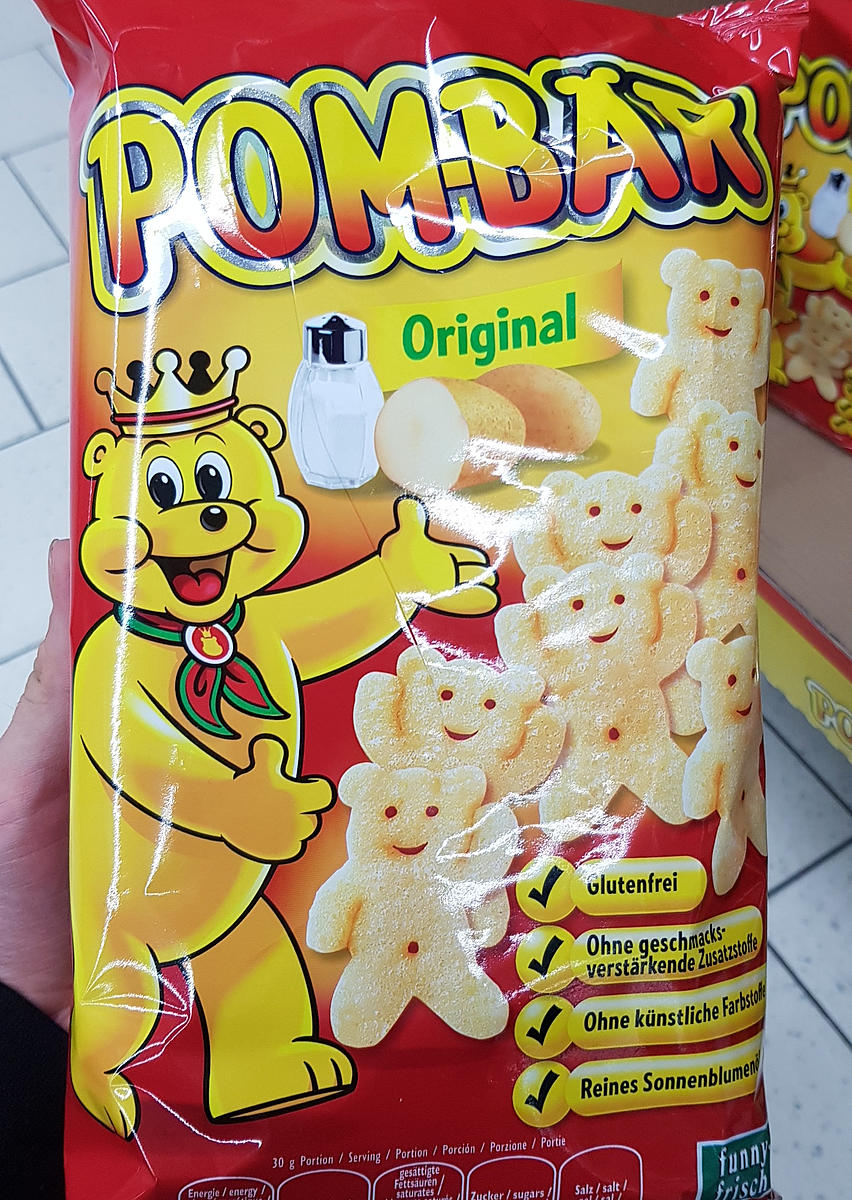 POM-BÄR
Original
Glutenfrei
Ohne geschmacks-
verstärkende Zusatzstoffe
Ohne künstliche Farbstoffe
Reines Sonnenblumenöl
30 g Portion / Serving / Portion / Porción / Porzione / Portie
Energie / energy /
gesättigte
Fettsäuren /
saturates
Zucker / sugars /
Salz / salt /
funny-
frisch
PO